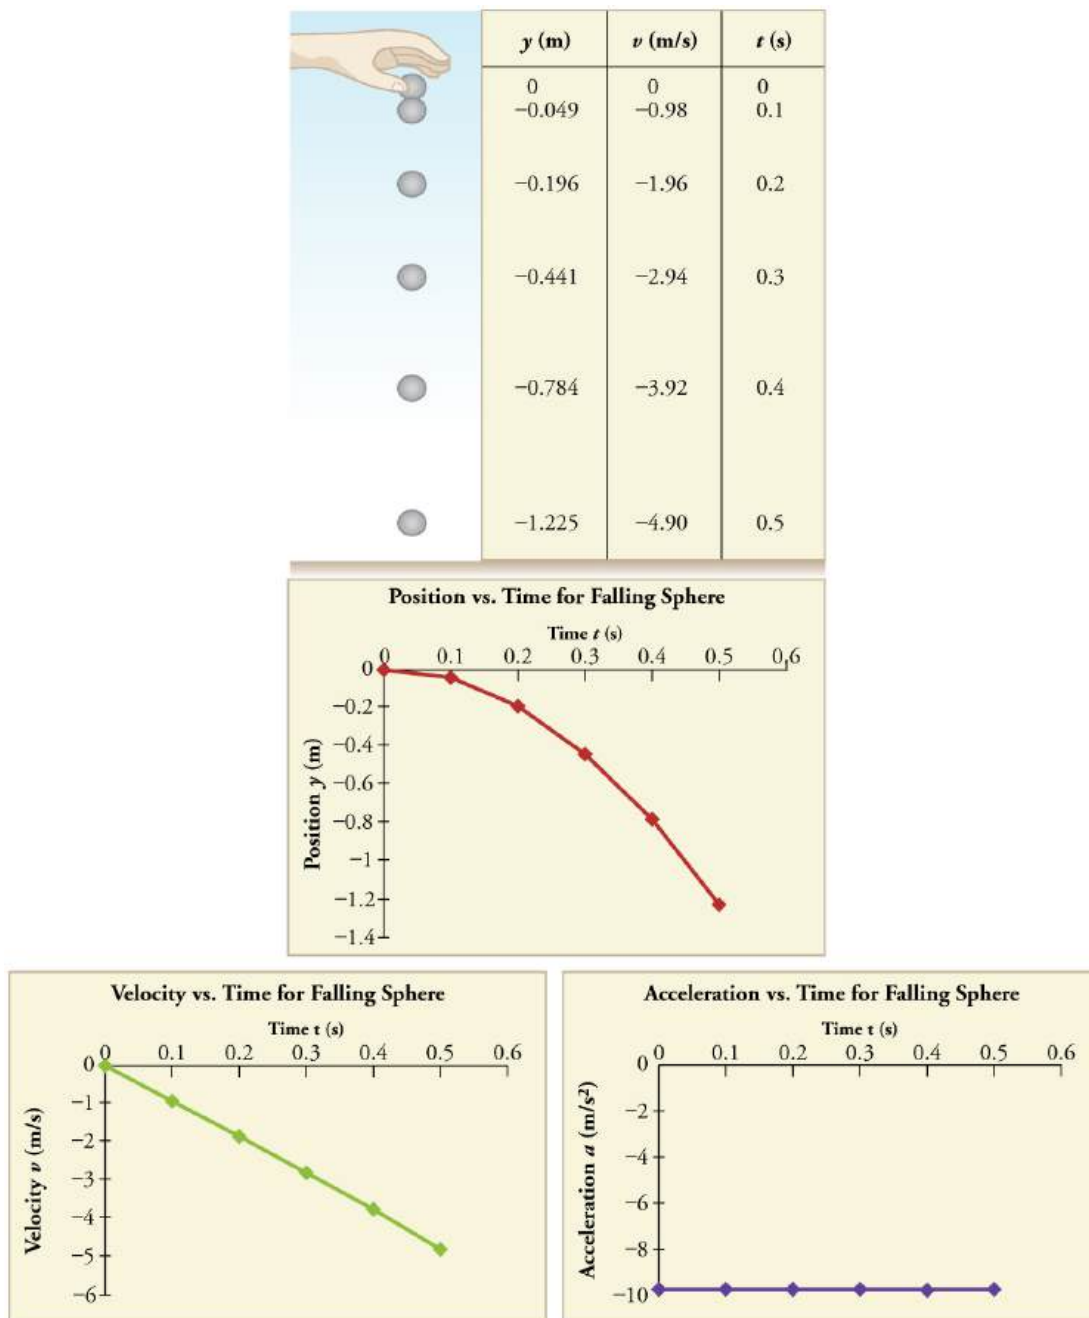 y (m) v (m/s) t (s)
0 0 0
−0.049 −0.98 0.1
−0.196 −1.96 0.2
−0.441 −2.94 0.3
−0.784 −3.92 0.4
−1.225 −4.90 0.5
Position vs. Time for Falling Sphere
Time t (s)
0 0.1 0.2 0.3 0.4 0.5 0,6
0
−0.2
−0.4
−0.6
−0.8
−1
−1.2
−1.4
Position y (m)
Velocity vs. Time for Falling Sphere
Time t (s)
0 0.1 0.2 0.3 0.4 0.5 0.6
0
−1
−2
−3
−4
−5
−6
Velocity v (m/s)
Acceleration vs. Time for Falling Sphere
Time t (s)
0 0.1 0.2 0.3 0.4 0.5 0.6
0
−2
−4
−6
−8
−10
Acceleration a (m/s²)